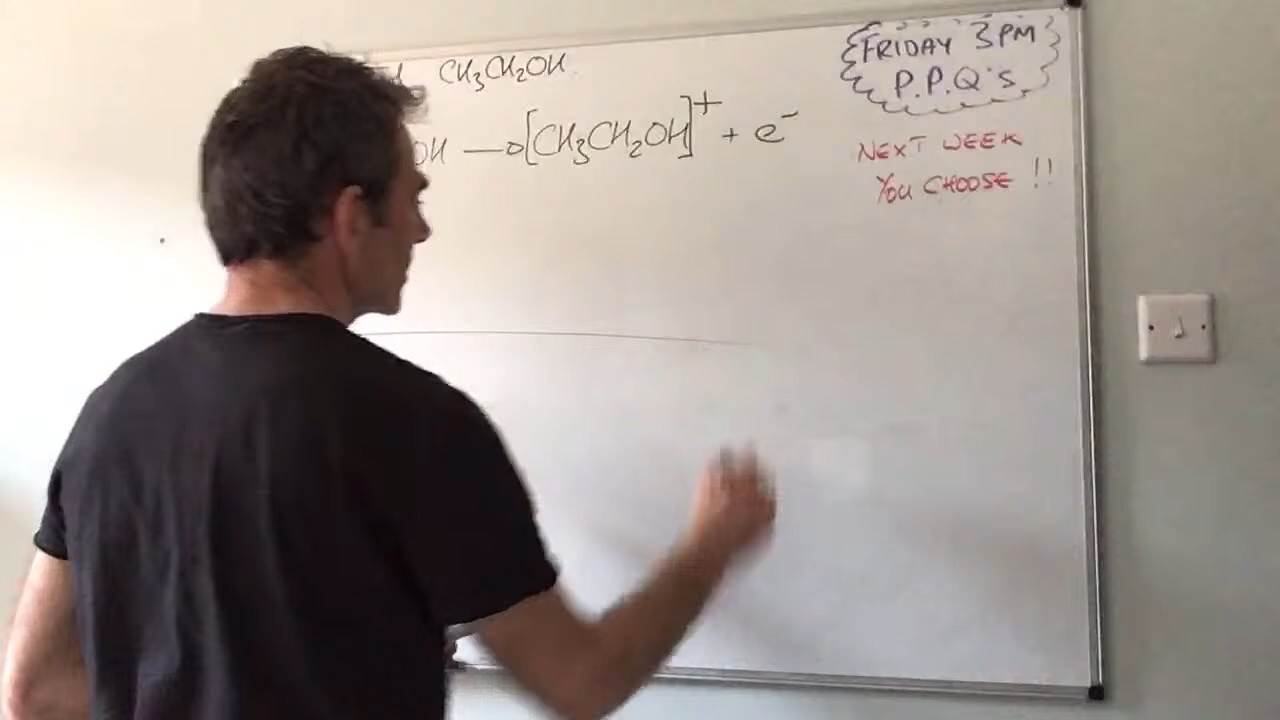 CH₃CH₂OH
OH → [CH₃CH₂OH]⁺ + e⁻
FRIDAY 3PM
P.P.Q'S
NEXT WEEK
YOU CHOOSE !!